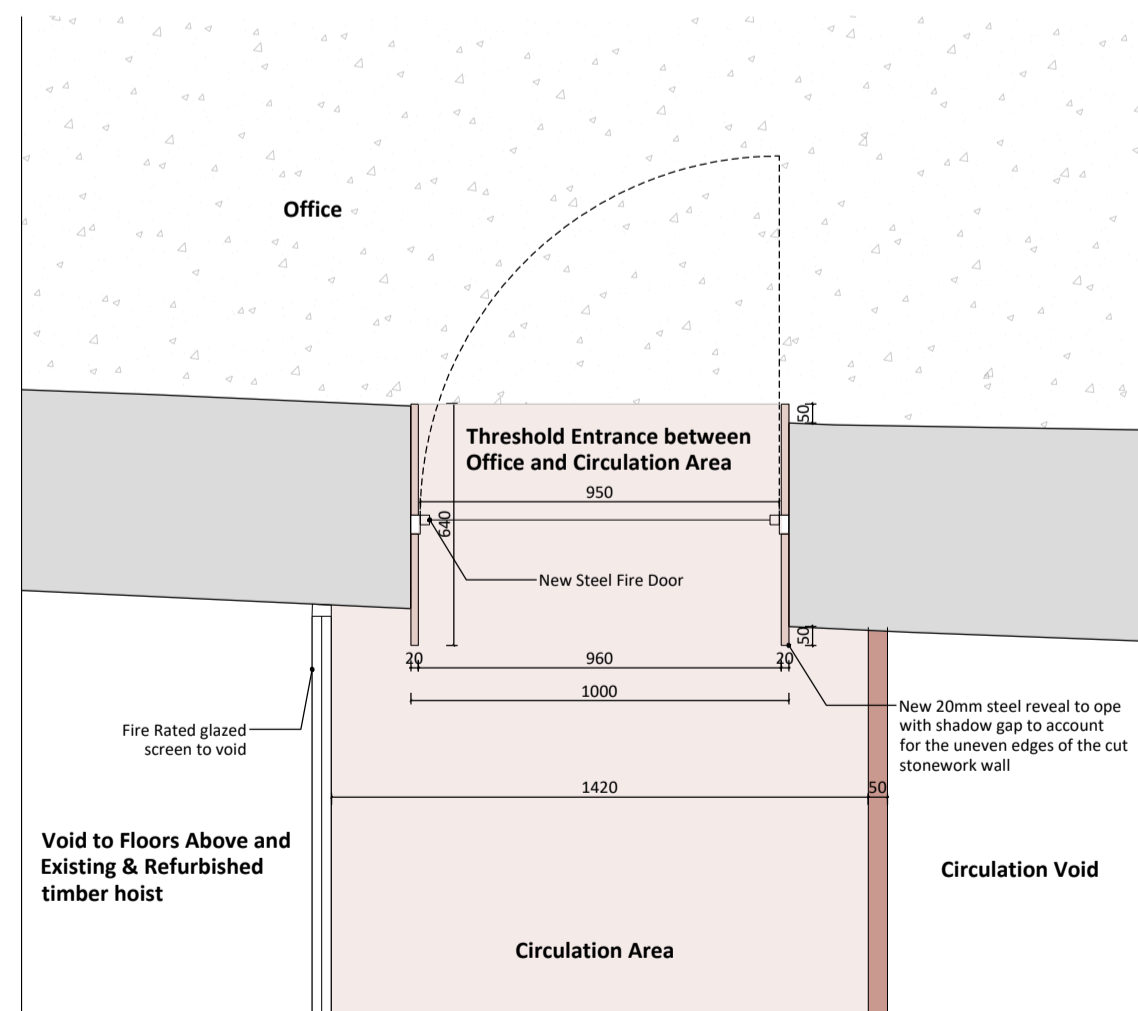 Office
50
Threshold Entrance between
Office and Circulation Area
950
640
New Steel Fire Door
50
20
960
20
1000
New 20mm steel reveal to ope
with shadow gap to account
for the uneven edges of the cut
stonework wall
Fire Rated glazed
screen to void
1420
50
Void to Floors Above and
Existing & Refurbished
timber hoist
Circulation Void
Circulation Area